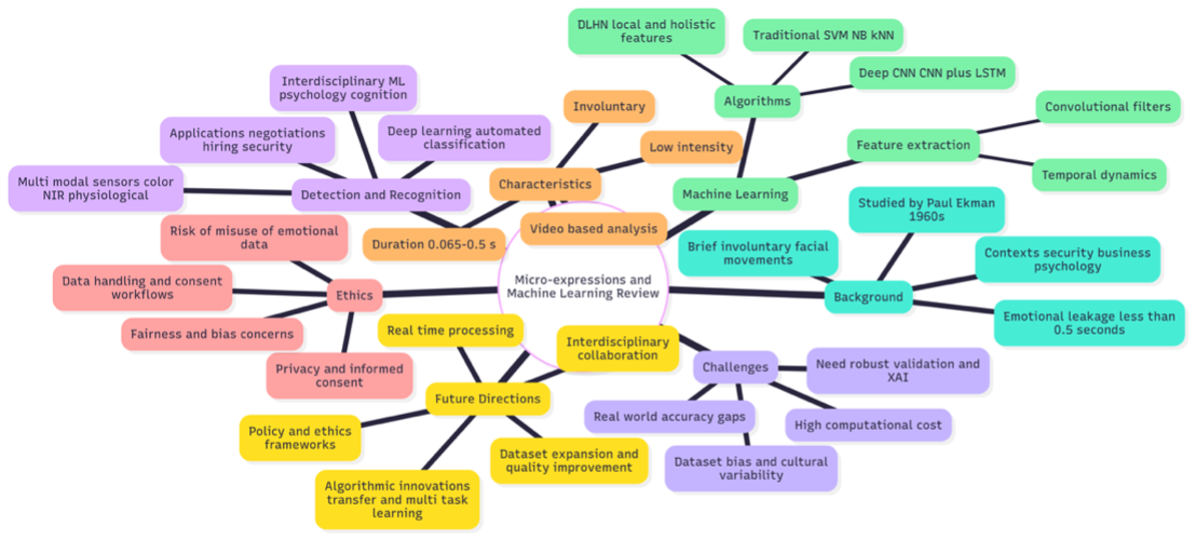 DLHN local and holistic
features
Traditional SVM NB kNN
Deep CNN CNN plus LSTM
Algorithms
Interdisciplinary ML
psychology cognition
Applications negotiations
hiring security
Deep learning automated
classification
Multi modal sensors color
NIR physiological
Detection and Recognition
Involuntary
Low intensity
Characteristics
Duration 0.065-0.5 s
Video based analysis
Convolutional filters
Feature extraction
Temporal dynamics
Machine Learning
Studied by Paul Ekman
1960s
Brief involuntary facial
movements
Contexts security business
psychology
Background
Emotional leakage less than
0.5 seconds
Micro-expressions and
Machine Learning Review
Risk of misuse of emotional
data
Data handling and consent
workflows
Ethics
Fairness and bias concerns
Privacy and informed
consent
Real time processing
Interdisciplinary
collaboration
Future Directions
Policy and ethics
frameworks
Dataset expansion and
quality improvement
Algorithmic innovations
transfer and multi task
learning
Challenges
Need robust validation and
XAI
Real world accuracy gaps
High computational cost
Dataset bias and cultural
variability